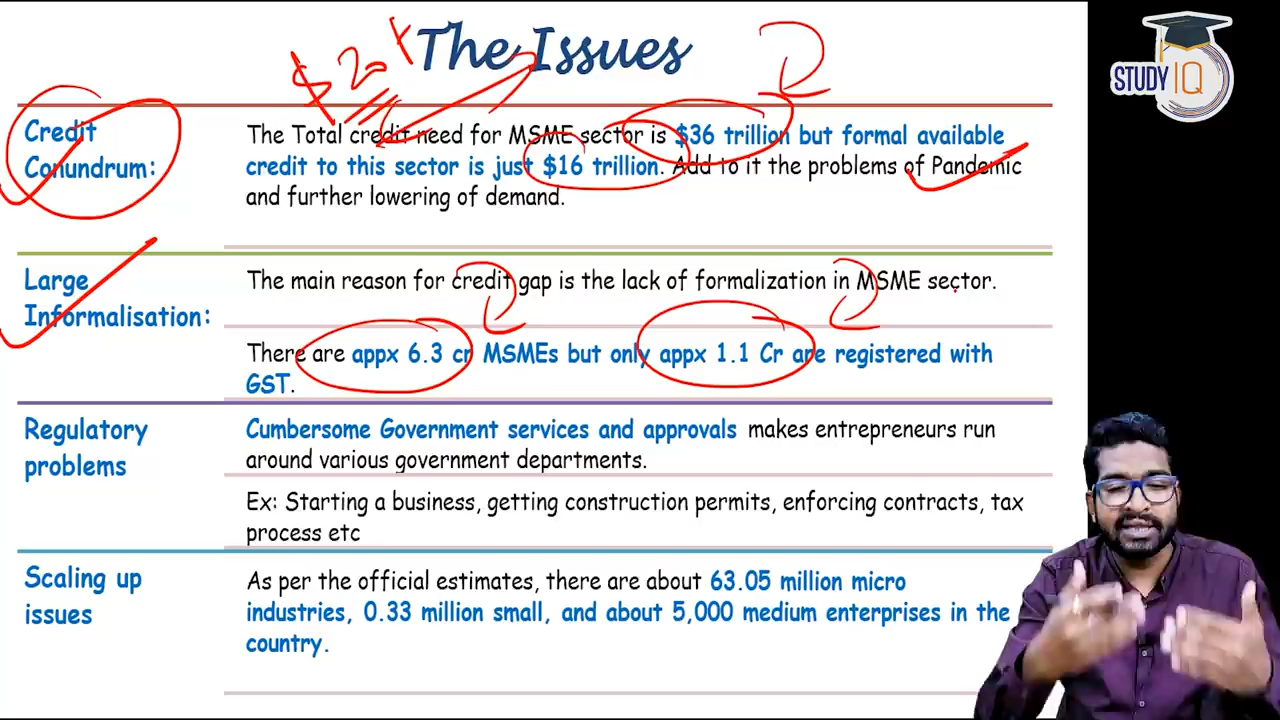 The Issues
$20 t
STUDY IQ
Credit
Conundrum:
The Total credit need for MSME sector is $36 trillion but formal available
credit to this sector is just $16 trillion. Add to it the problems of Pandemic
and further lowering of demand.
Large
Informalisation:
The main reason for credit gap is the lack of formalization in MSME sector.
There are appx 6.3 cr MSMEs but only appx 1.1 Cr are registered with
GST.
Regulatory
problems
Cumbersome Government services and approvals makes entrepreneurs run
around various government departments.
Ex: Starting a business, getting construction permits, enforcing contracts, tax
process etc
Scaling up
issues
As per the official estimates, there are about 63.05 million micro
industries, 0.33 million small, and about 5,000 medium enterprises in the
country.